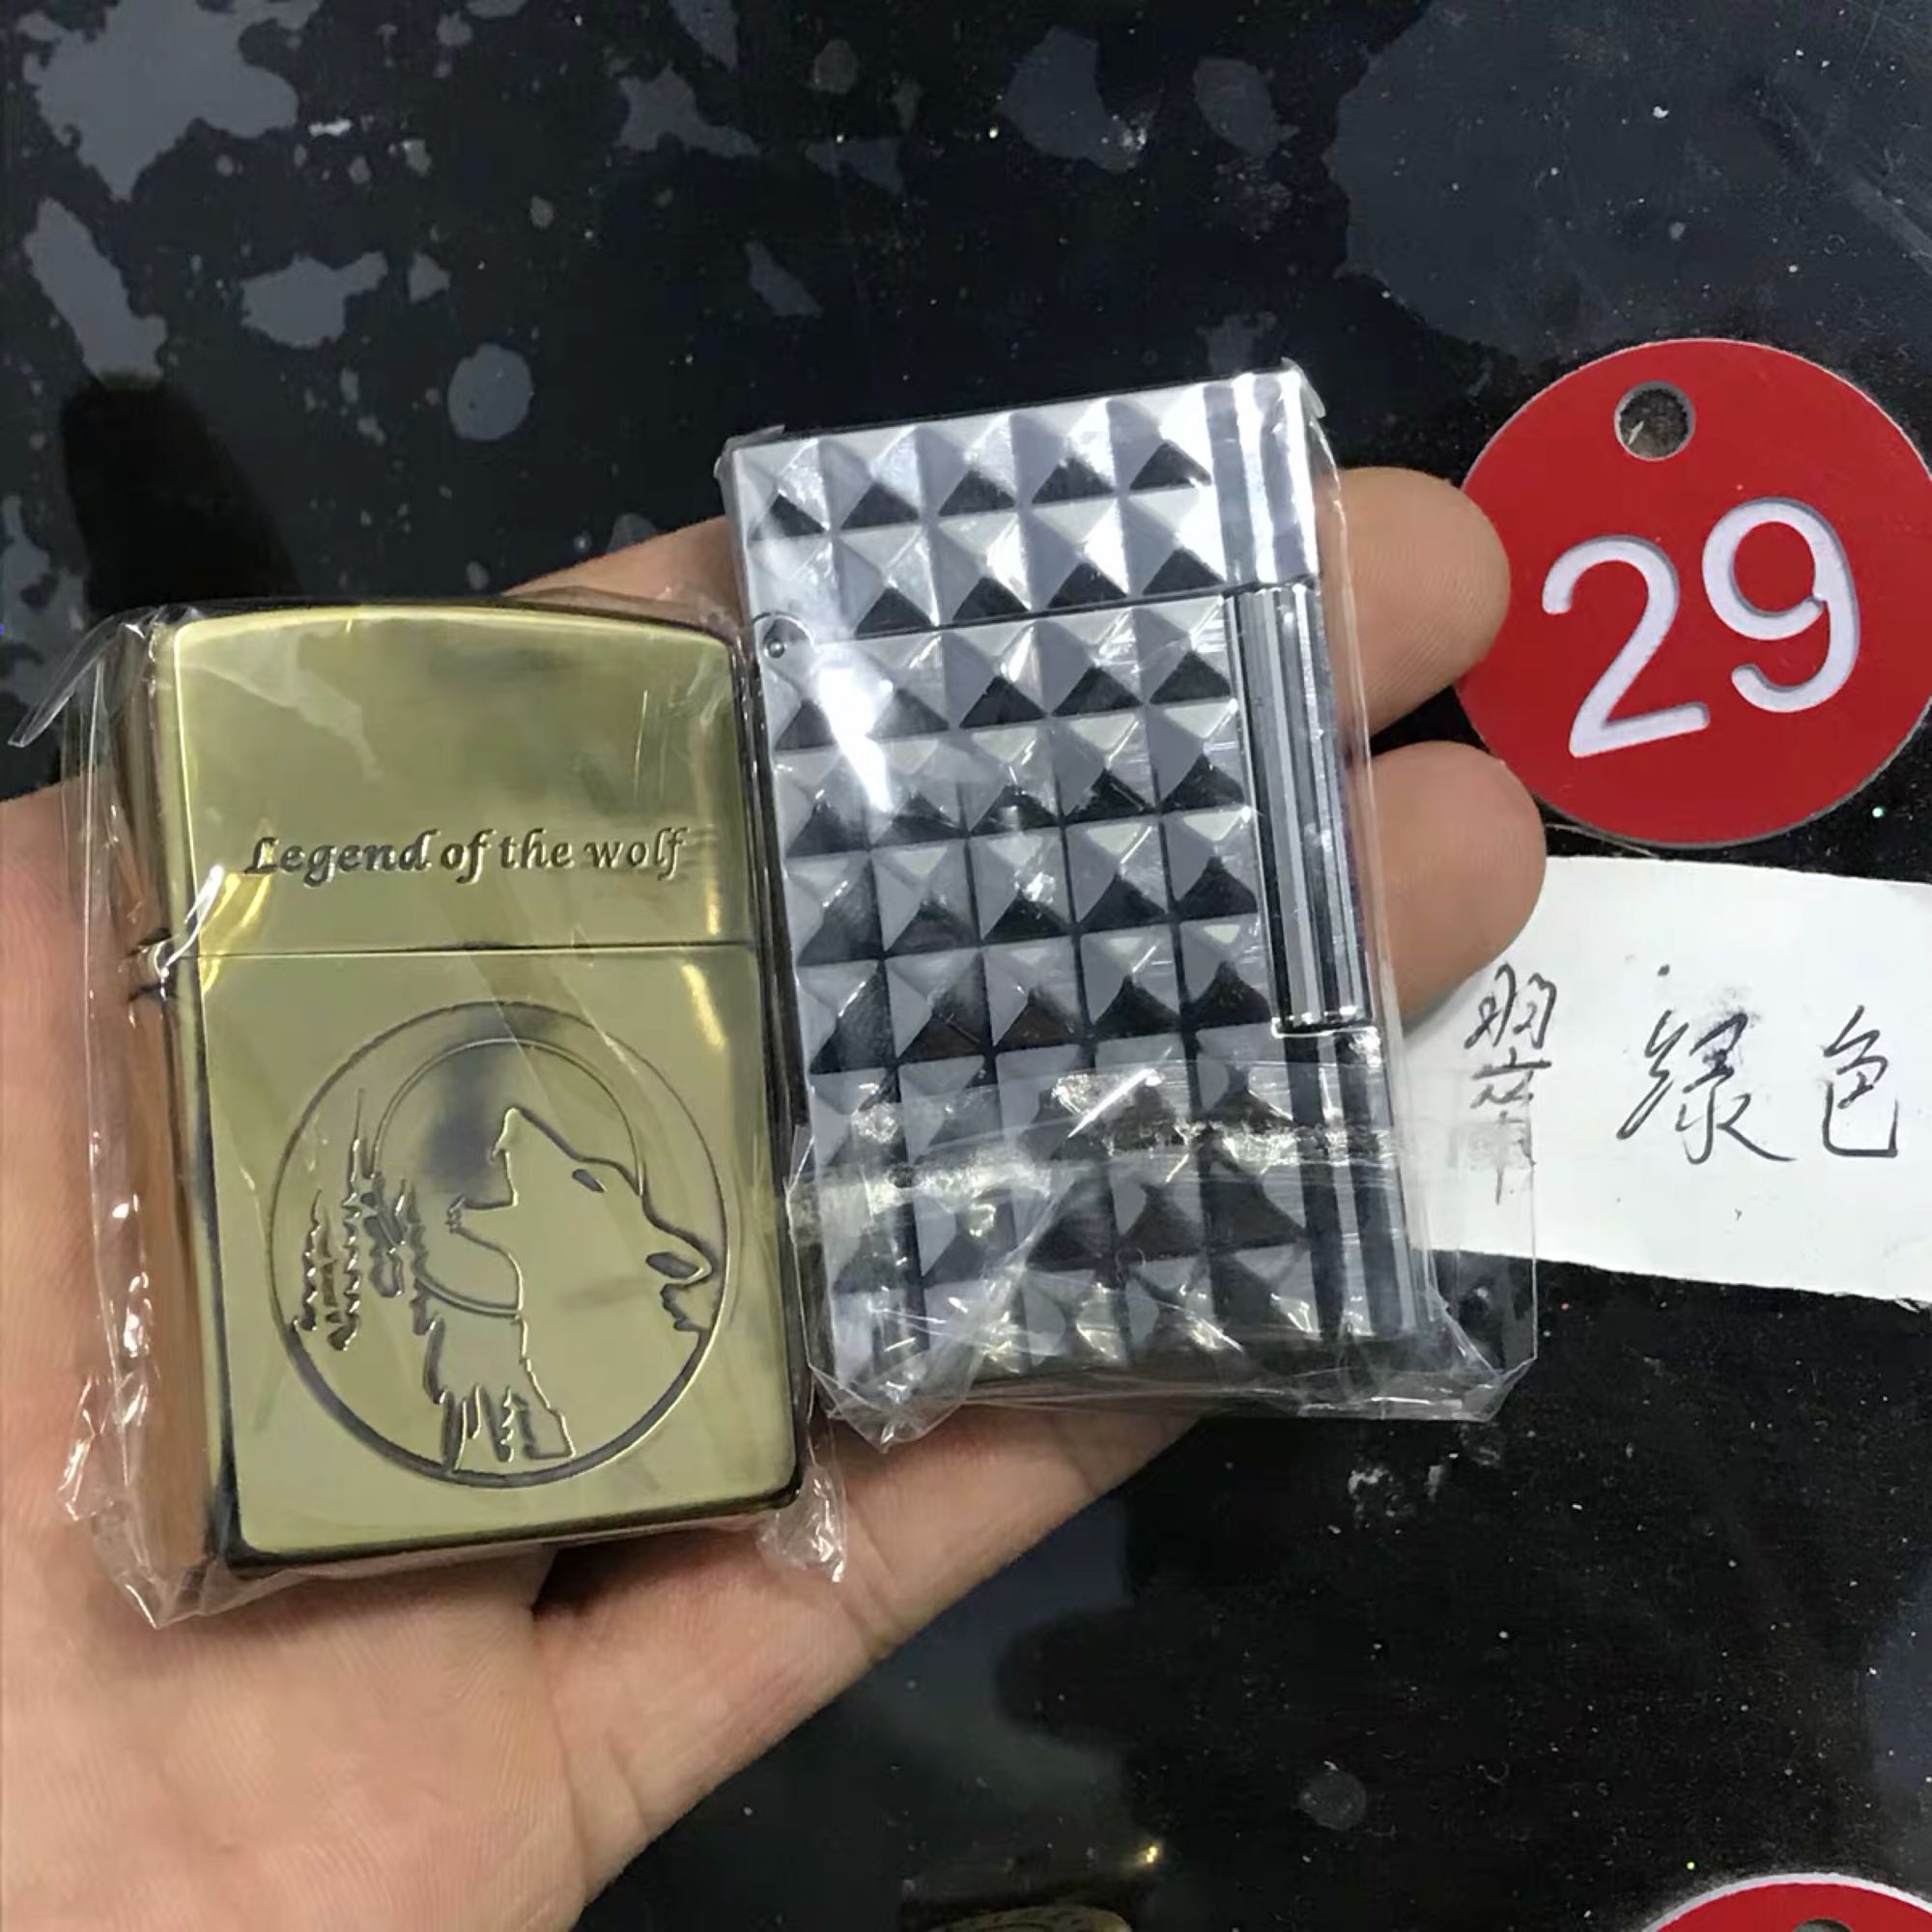 Legend of the wolf
29
翠 绿色